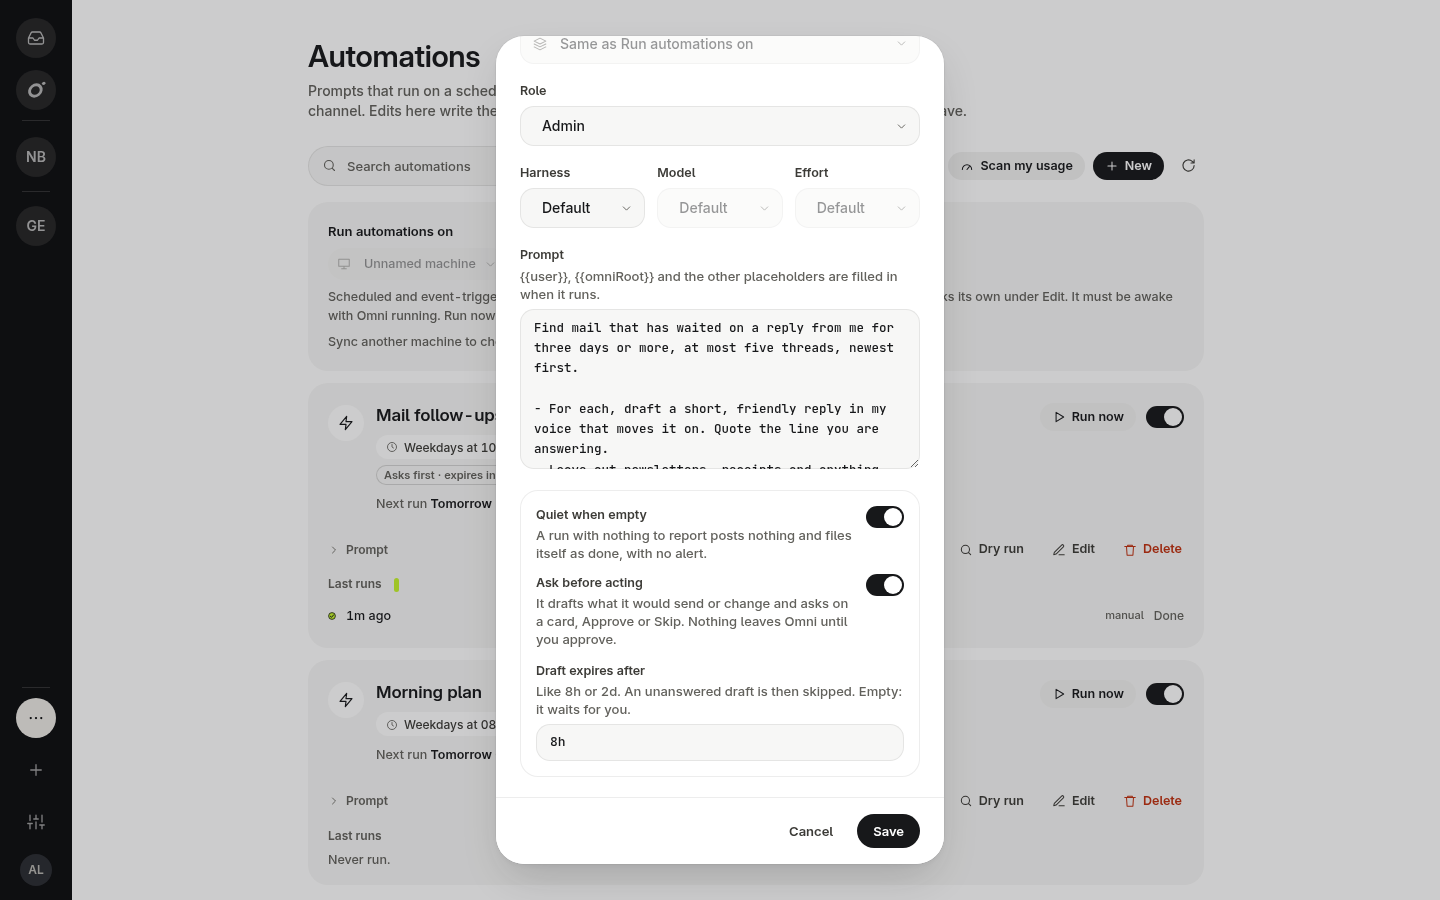 Automations
Prompts that run on a sched
channel. Edits here write the
ave.
NB
GE
AL
Search automations
Scan my usage
New
Run automations on
Unnamed machine
Scheduled and event-trigge
ks its own under Edit. It must be awake
with Omni running. Run now
Sync another machine to ch
Mail follow-ups
Weekdays at 10
Asks first · expires in
Next run Tomorrow
Run now
Prompt
Dry run
Edit
Delete
Last runs
1m ago
manual Done
Morning plan
Weekdays at 08
Next run Tomorrow
Run now
Prompt
Dry run
Edit
Delete
Last runs
Never run.
Same as Run automations on
Role
Admin
Harness Model Effort
Default Default Default
Prompt
{{user}}, {{omniRoot}} and the other placeholders are filled in
when it runs.
Find mail that has waited on a reply from me for
three days or more, at most five threads, newest
first.
- For each, draft a short, friendly reply in my
voice that moves it on. Quote the line you are
answering.
- Leave out newsletters, receipts and anything
Quiet when empty
A run with nothing to report posts nothing and files
itself as done, with no alert.
Ask before acting
It drafts what it would send or change and asks on
a card, Approve or Skip. Nothing leaves Omni until
you approve.
Draft expires after
Like 8h or 2d. An unanswered draft is then skipped. Empty:
it waits for you.
8h
Cancel
Save